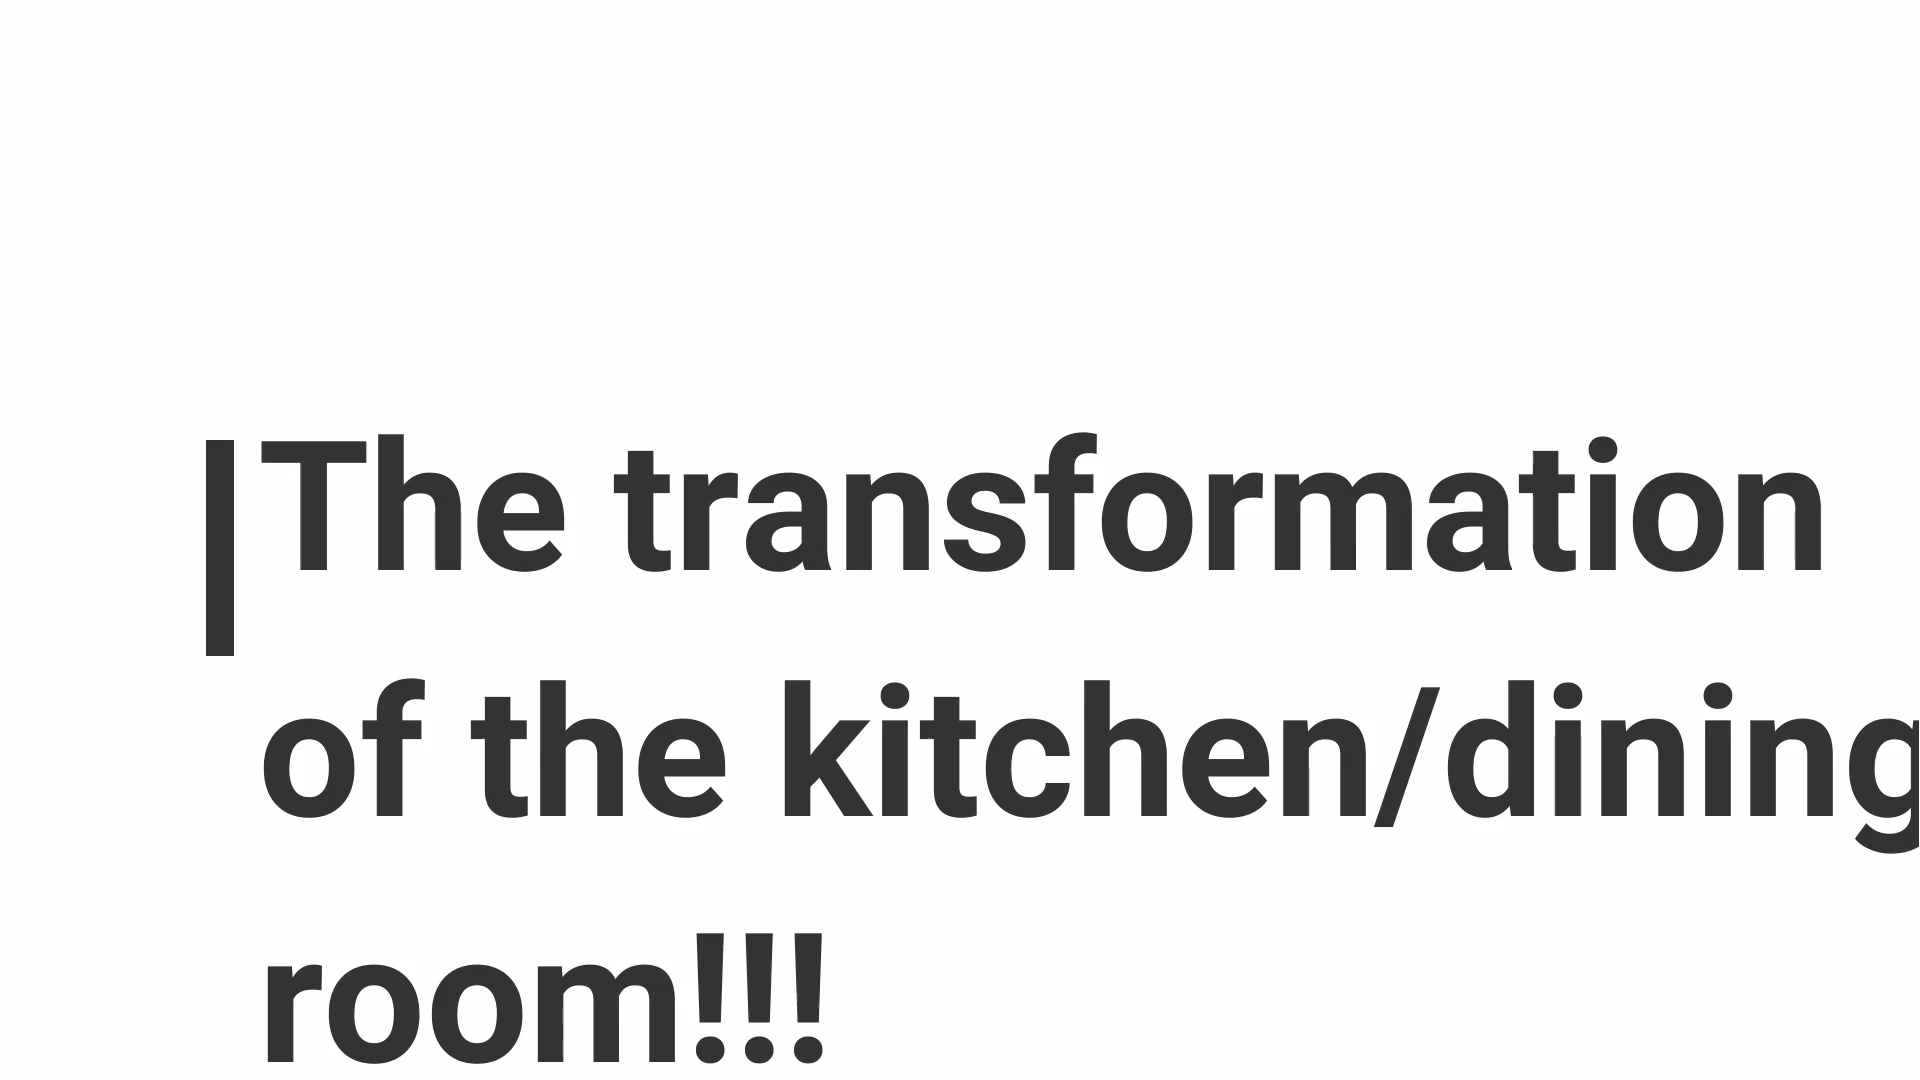 The transformation
of the kitchen/dining
room!!!